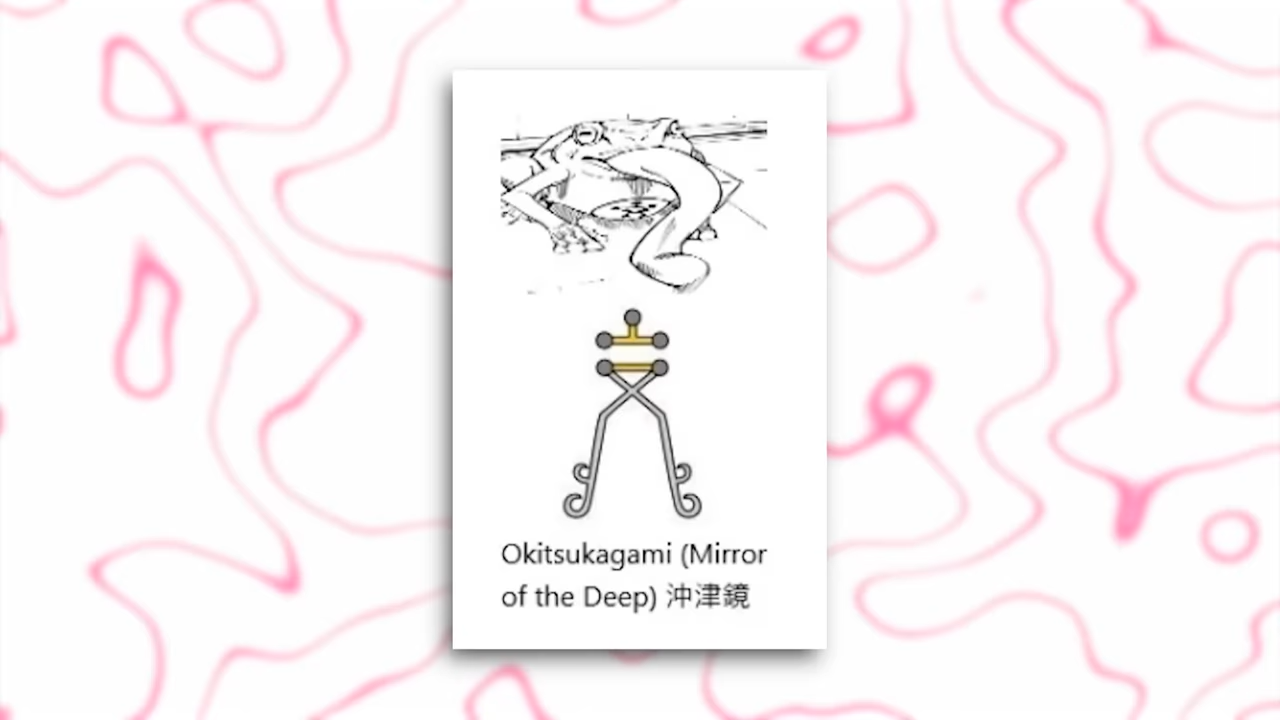 Okitsukagami (Mirror
of the Deep) 沖津鏡